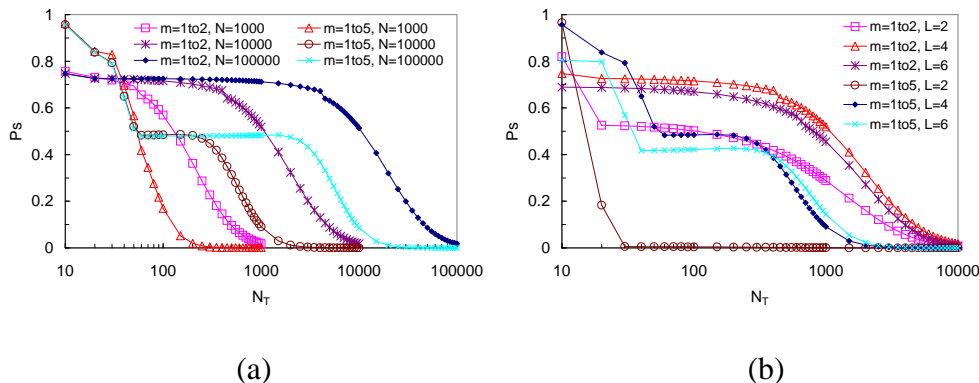 m=1to2, N=1000 m=1to5, N=1000
m=1to2, N=10000 m=1to5, N=10000
m=1to2, N=100000 m=1to5, N=100000
1
0.8
0.6
0.4
0.2
0
Ps
10 100 1000 10000 100000
NT
(a)
m=1to2, L=2
m=1to2, L=4
m=1to2, L=6
m=1to5, L=2
m=1to5, L=4
m=1to5, L=6
1
0.8
0.6
0.4
0.2
0
10 100 1000 10000
NT
(b)